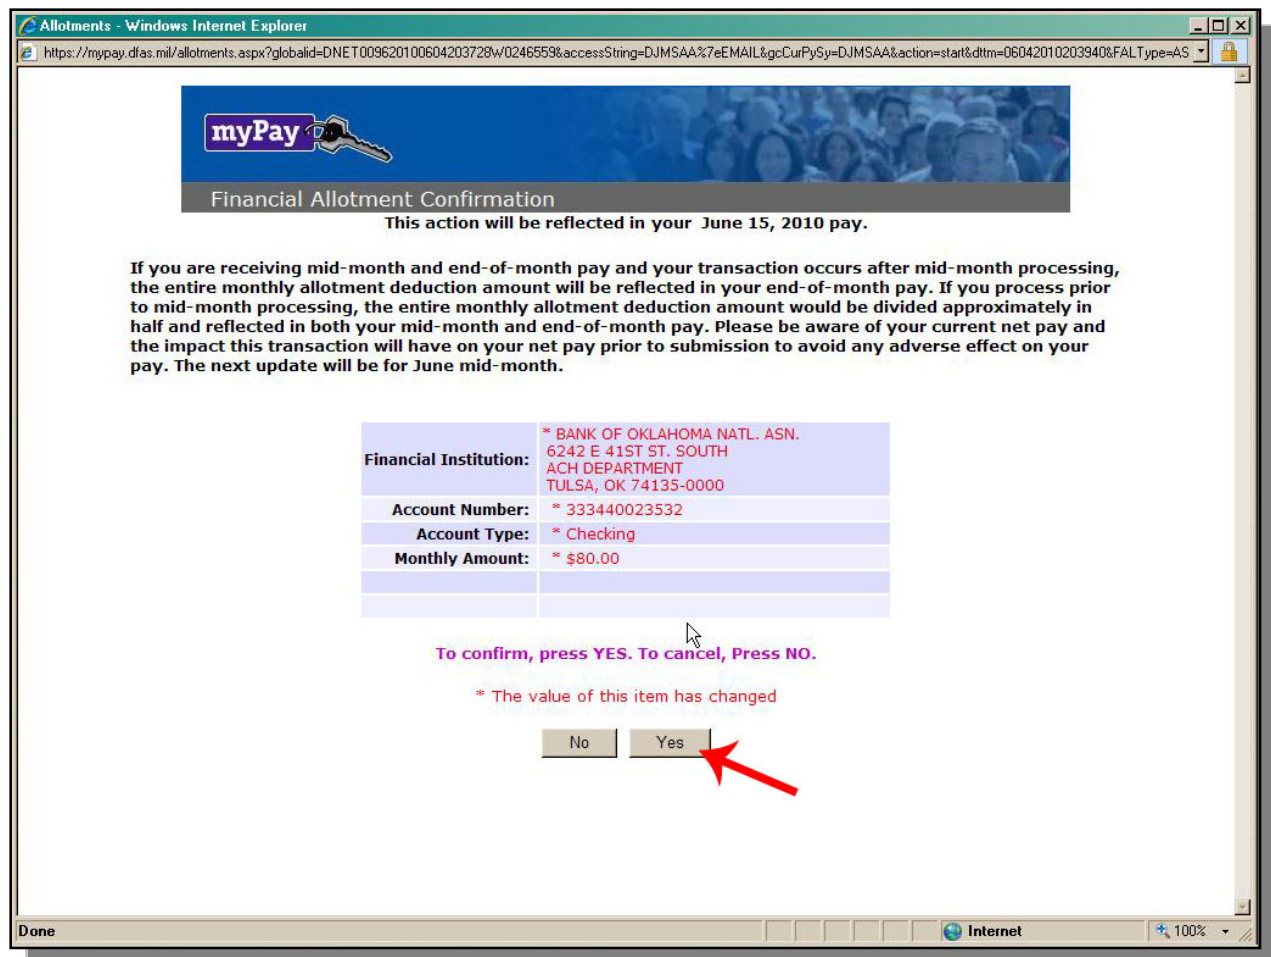 Allotments - Windows Internet Explorer
https://mypay.dfas.mil/allotments.aspx?globalid=DNET009620100604203728W0246559&accessString=DJMSAA%7eEMAIL&gcCurPySy=DJMSAA&action=start&dttm=06042010203940&FALType=AS
myPay
Financial Allotment Confirmation
This action will be reflected in your June 15, 2010 pay.
If you are receiving mid-month and end-of-month pay and your transaction occurs after mid-month processing,
the entire monthly allotment deduction amount will be reflected in your end-of-month pay. If you process prior
to mid-month processing, the entire monthly allotment deduction amount would be divided approximately in
half and reflected in both your mid-month and end-of-month pay. Please be aware of your current net pay and
the impact this transaction will have on your net pay prior to submission to avoid any adverse effect on your
pay. The next update will be for June mid-month.
Financial Institution:
* BANK OF OKLAHOMA NATL. ASN.
6242 E 41ST ST. SOUTH
ACH DEPARTMENT
TULSA, OK 74135-0000
Account Number: * 333440023532
Account Type: * Checking
Monthly Amount: * $80.00
To confirm, press YES. To cancel, Press NO.
* The value of this item has changed
No Yes
Done Internet 100%